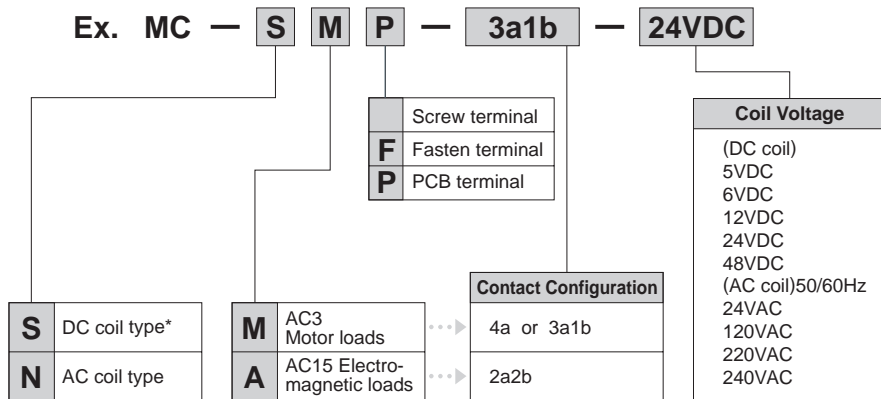 Ex. MC — S M P — 3a1b — 24VDC
Screw terminal
F Fasten terminal
P PCB terminal
Coil Voltage
(DC coil)
5VDC
6VDC
12VDC
24VDC
48VDC
(AC coil)50/60Hz
24VAC
120VAC
220VAC
240VAC
S DC coil type*
N AC coil type
M AC3
Motor loads
A AC15 Electro-
magnetic loads
Contact Configuration
4a or 3a1b
2a2b